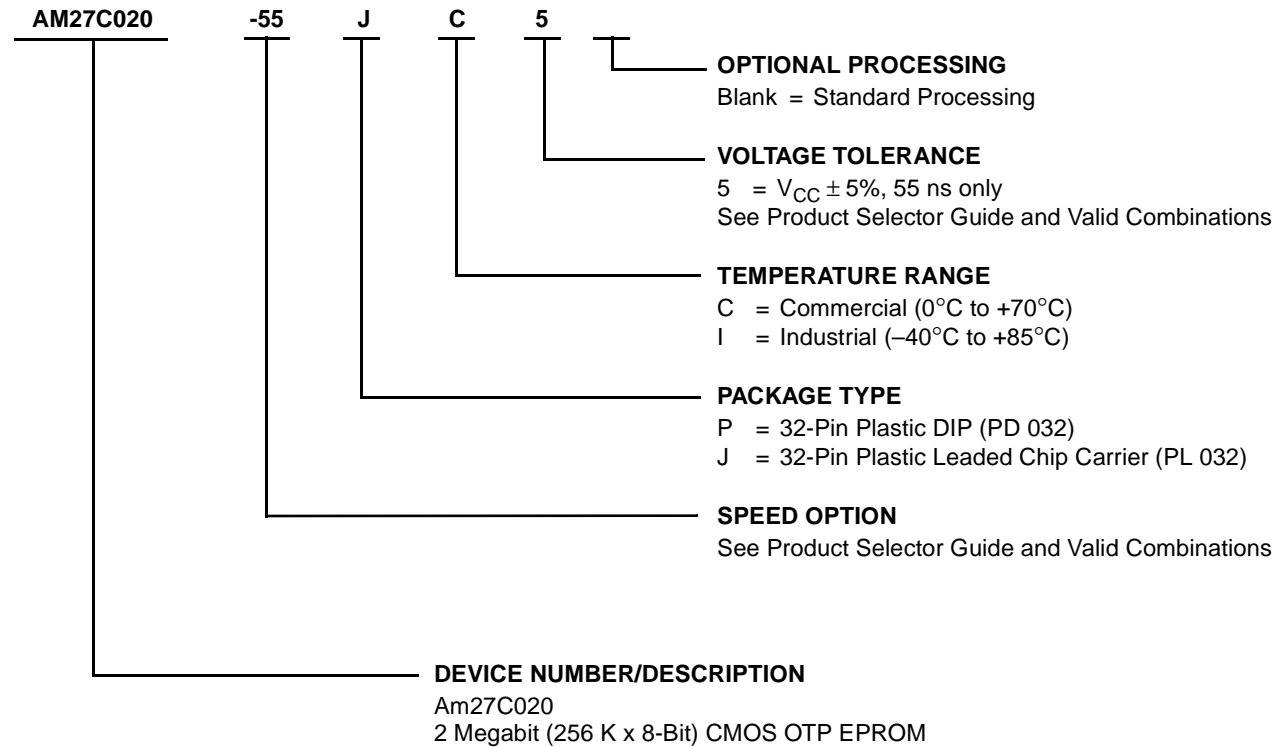 AM27C020 -55 J C 5
OPTIONAL PROCESSING
Blank = Standard Processing
VOLTAGE TOLERANCE
5 = VCC ± 5%, 55 ns only
See Product Selector Guide and Valid Combinations
TEMPERATURE RANGE
C = Commercial (0°C to +70°C)
I = Industrial (–40°C to +85°C)
PACKAGE TYPE
P = 32-Pin Plastic DIP (PD 032)
J = 32-Pin Plastic Leaded Chip Carrier (PL 032)
SPEED OPTION
See Product Selector Guide and Valid Combinations
DEVICE NUMBER/DESCRIPTION
Am27C020
2 Megabit (256 K x 8-Bit) CMOS OTP EPROM